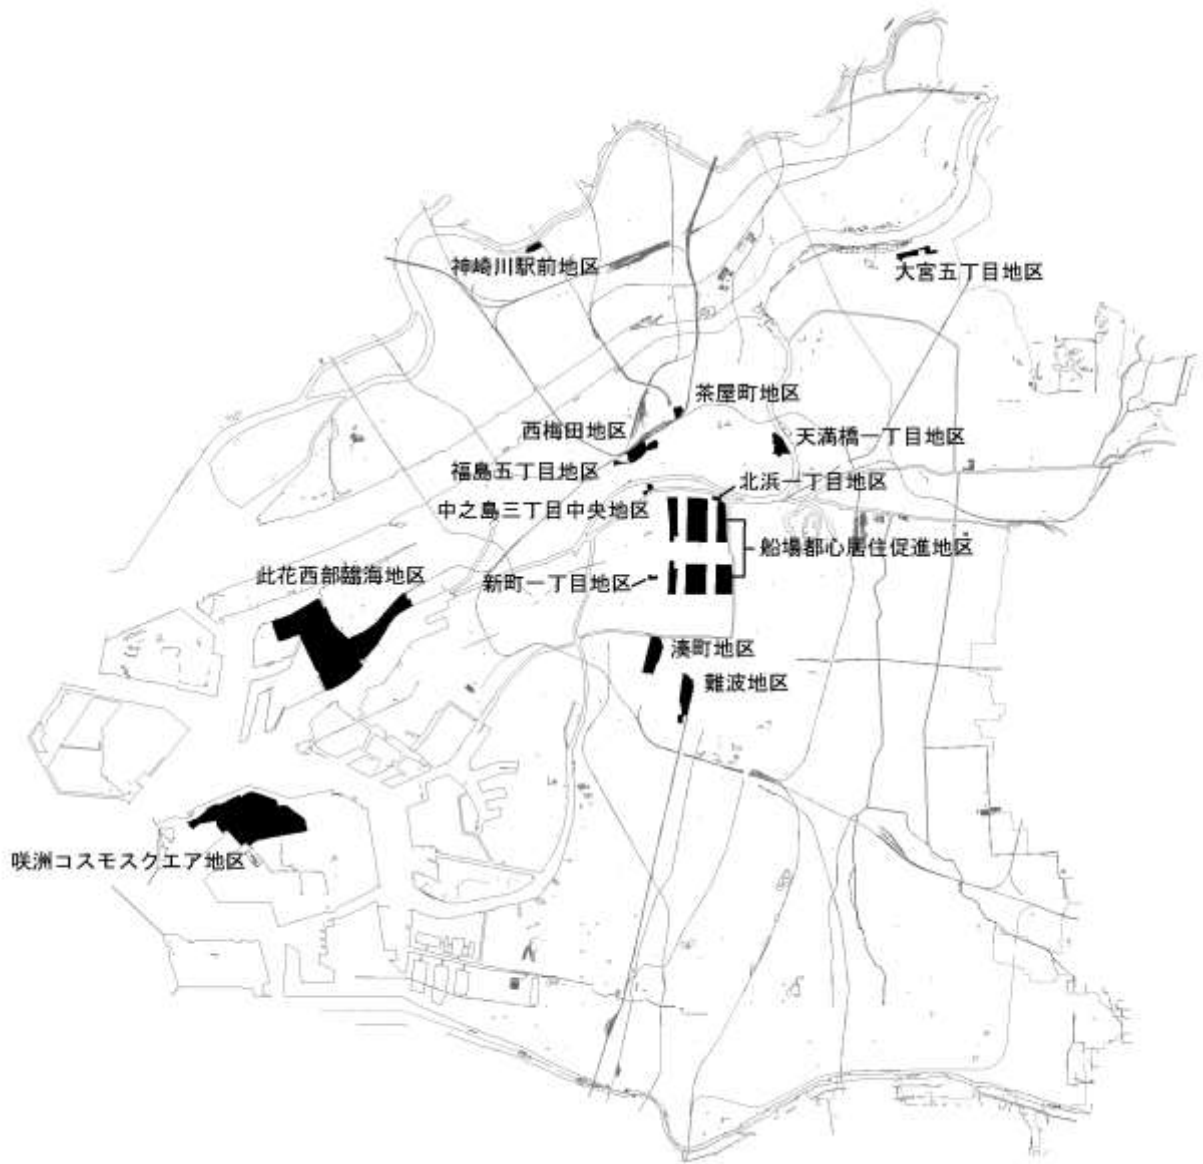 神崎川駅前地区
大宮五丁目地区
茶屋町地区
西梅田地区
天満橋一丁目地区
福島五丁目地区
北浜一丁目地区
中之島三丁目中央地区
船場都心居住促進地区
此花西部臨海地区
新町一丁目地区
湊町地区
難波地区
咲洲コスモスクエア地区